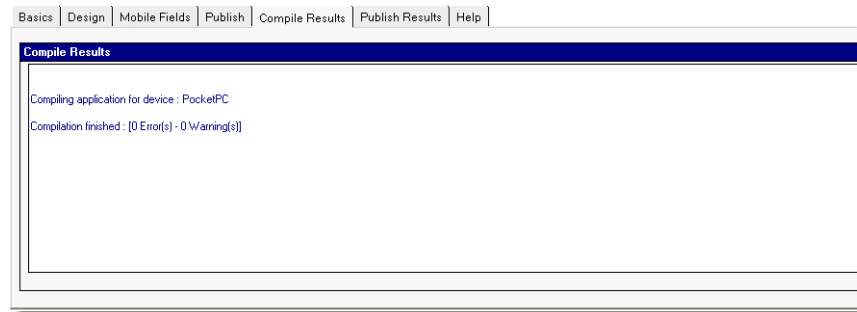 Basics Design Mobile Fields Publish Compile Results Publish Results Help
Compile Results
Compiling application for device : PocketPC
Compilation finished : [0 Error(s) - 0 Warning(s)]